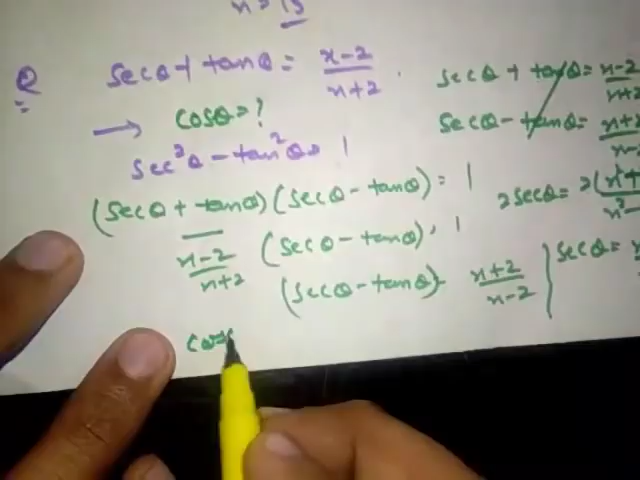 Q secθ + tanθ = x-2/x+2 .
→ cosθ = ?
sec²θ - tan²θ = 1
(secθ + tanθ)(secθ - tanθ) = 1
x-2/x+2 (secθ - tanθ) = 1
(secθ - tanθ) = x+2/x-2
cos
secθ + tanθ = x-2/x+2
secθ - tanθ = x+2/x-
2secθ = 2(x²+
secθ =